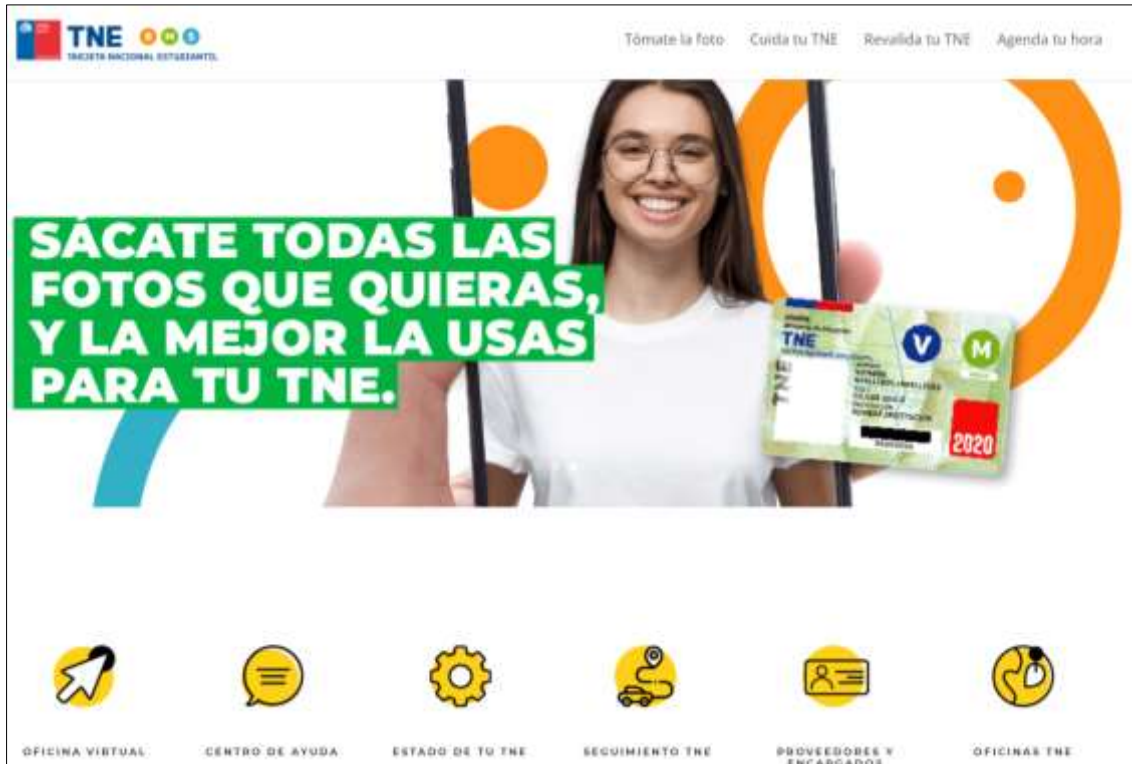 TNE
TARJETA NACIONAL ESTUDIANTIL
Tómate la foto
Cuida tu TNE
Revalida tu TNE
Agenda tu hora
SÁCATE TODAS LAS
FOTOS QUE QUIERAS,
Y LA MEJOR LA USAS
PARA TU TNE.
TNE
V
M
2020
OFICINA VIRTUAL
CENTRO DE AYUDA
ESTADO DE TU TNE
SEGUIMIENTO TNE
PROVEEDORES Y
ENCARGADOS
OFICINAS TNE